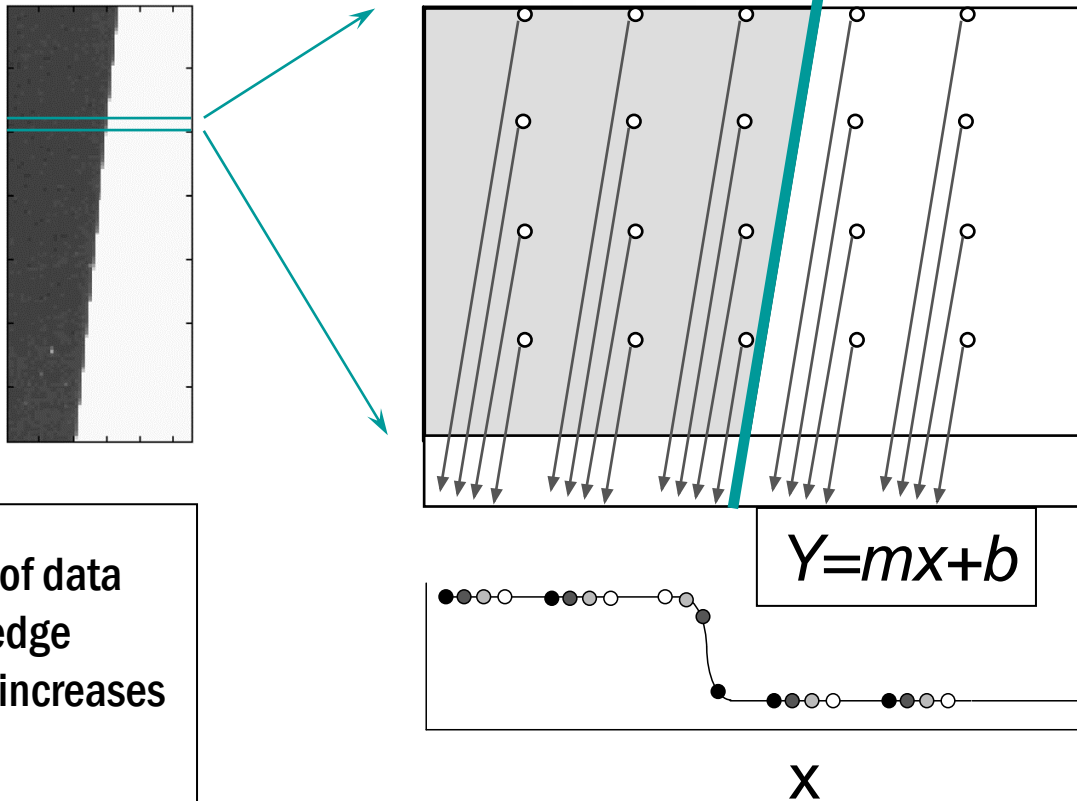 of data
edge
increases
Y=mx+b
x